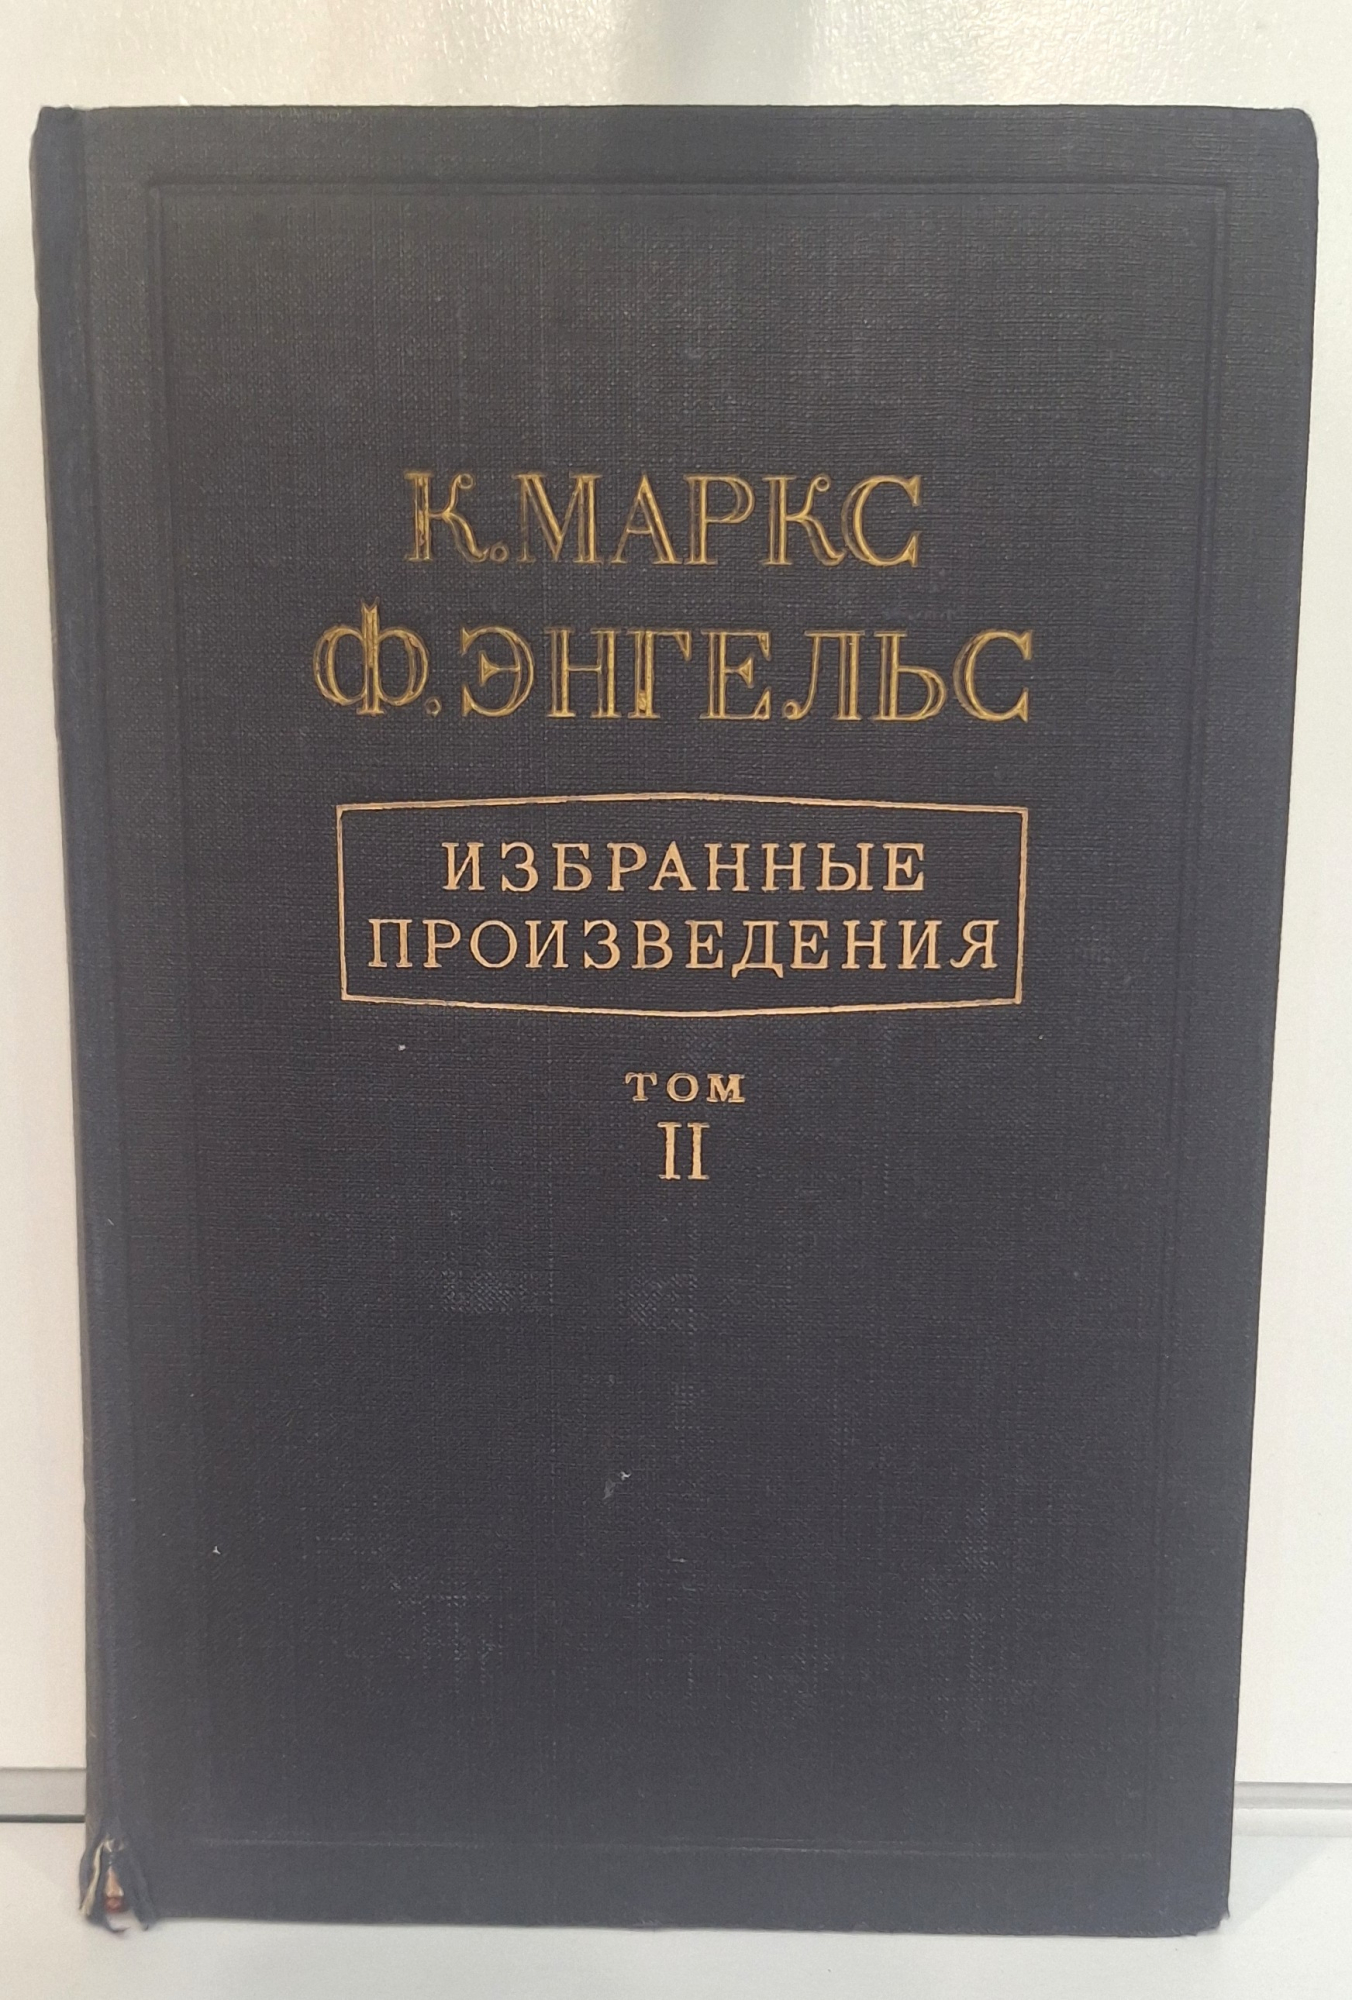 К. МАРКС
Ф. ЭНГЕЛЬС
ИЗБРАННЫЕ
ПРОИЗВЕДЕНИЯ
ТОМ
II